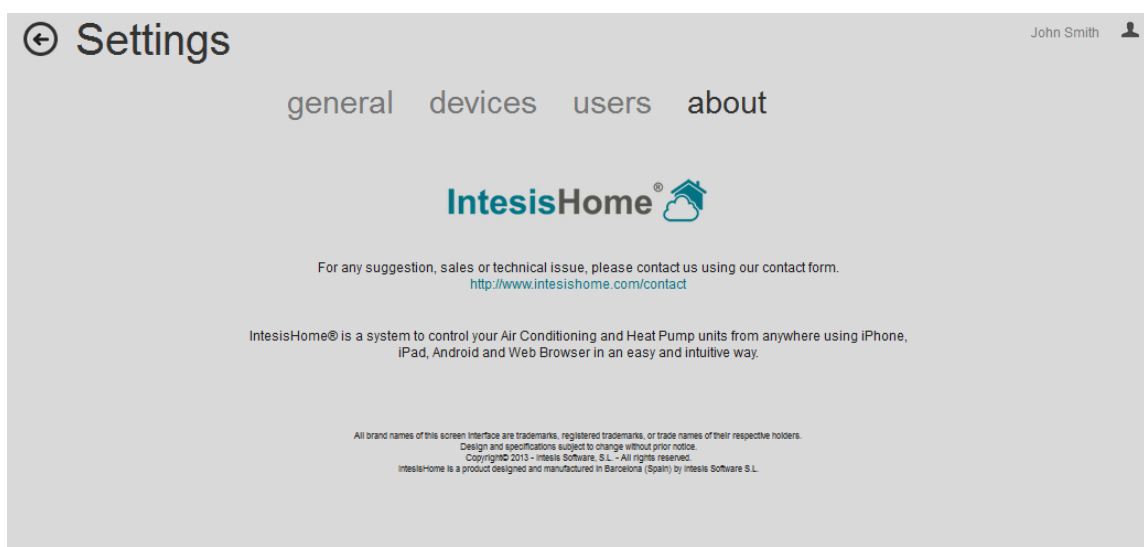 Settings
John Smith
general devices users about
IntesisHome®
For any suggestion, sales or technical issue, please contact us using our contact form.
http://www.intesishome.com/contact
IntesisHome® is a system to control your Air Conditioning and Heat Pump units from anywhere using iPhone,
iPad, Android and Web Browser in an easy and intuitive way.
All brand names of this screen interface are trademarks, registered trademarks, or trade names of their respective holders.
Design and specifications subject to change without prior notice.
Copyright© 2013 - Intesis Software, S.L. - All rights reserved.
IntesisHome is a product designed and manufactured in Barcelona (Spain) by Intesis Software S.L.